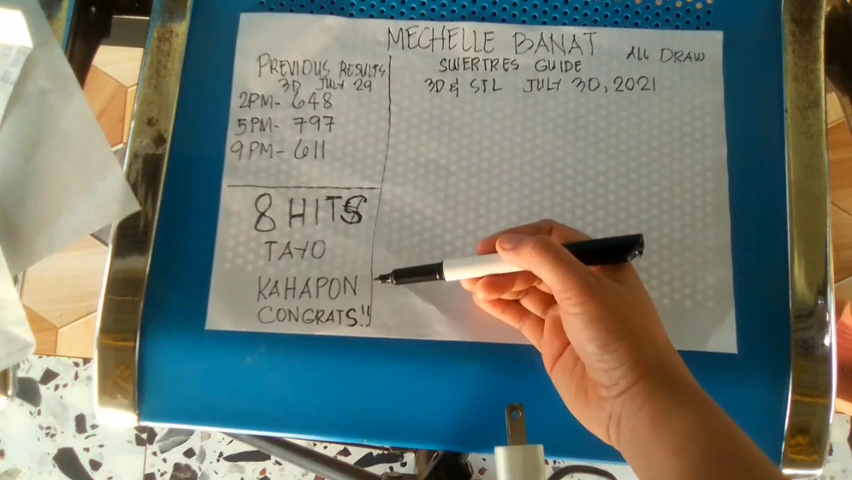 MECHELLE BANAT
ALL DRAW
SWERTRES GUIDE
3D & STL JULY 30, 2021
PREVIOUS RESULTS
3D JULY 29
2PM- 648
5PM- 797
9PM- 611
8 HITS
TAYO
KAHAPON
CONGRATS!!